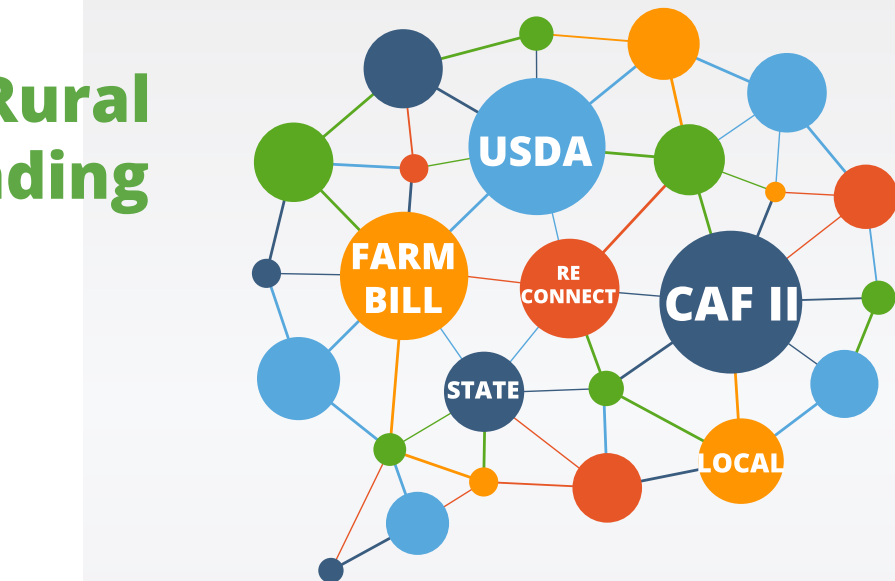 Rural
nding
USDA
FARM
BILL
RE
CONNECT
CAF II
STATE
LOCAL